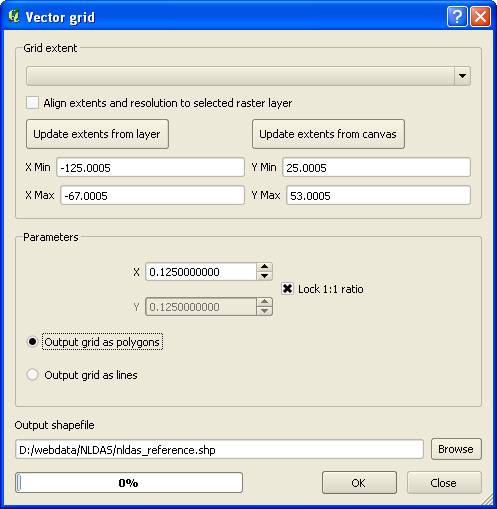 Vector grid
Grid extent
Align extents and resolution to selected raster layer
Update extents from layer
Update extents from canvas
X Min -125.0005 Y Min 25.0005
X Max -67.0005 Y Max 53.0005
Parameters
X 0.1250000000
Lock 1:1 ratio
Y 0.1250000000
Output grid as polygons
Output grid as lines
Output shapefile
D:/webdata/NLDAS/nldas_reference.shp Browse
0% OK Close